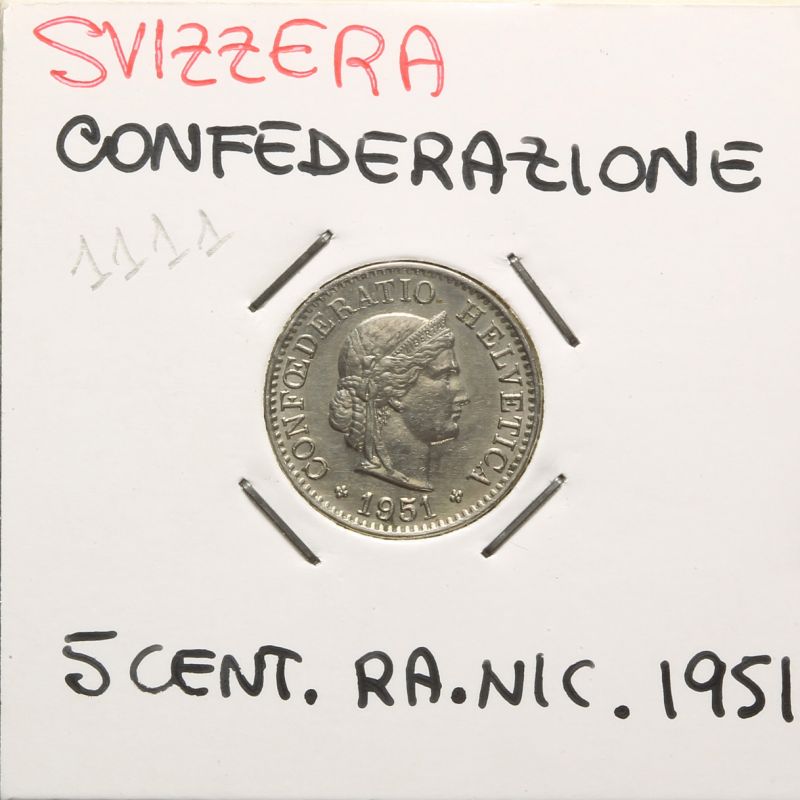 SVIZZERA
CONFEDERAZIONE
1111
CONFŒDERATIO HELVETICA
* 1951 *
5 CENT. RA.NIC. 1951